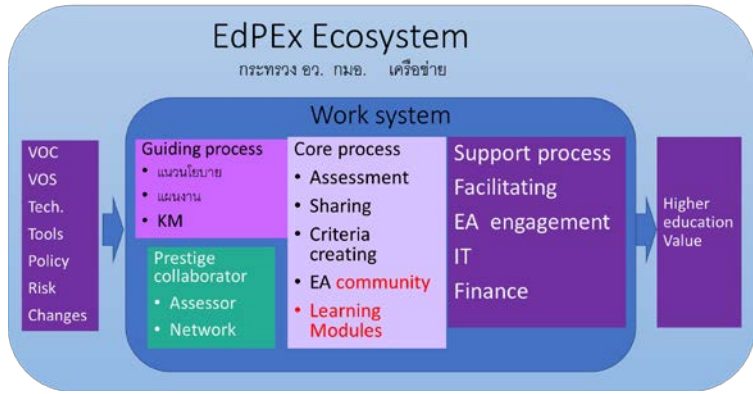 EdPEx Ecosystem
กระทรวง อว. กมอ. เครือข่าย
Work system
VOC
VOS
Tech.
Tools
Policy
Risk
Changes
Guiding process
• แนวนโยบาย
• แผนงาน
• KM
Prestige
collaborator
• Assessor
• Network
Core process
• Assessment
• Sharing
• Criteria
creating
• EA community
• Learning
Modules
Support process
Facilitating
EA engagement
IT
Finance
Higher
education
Value